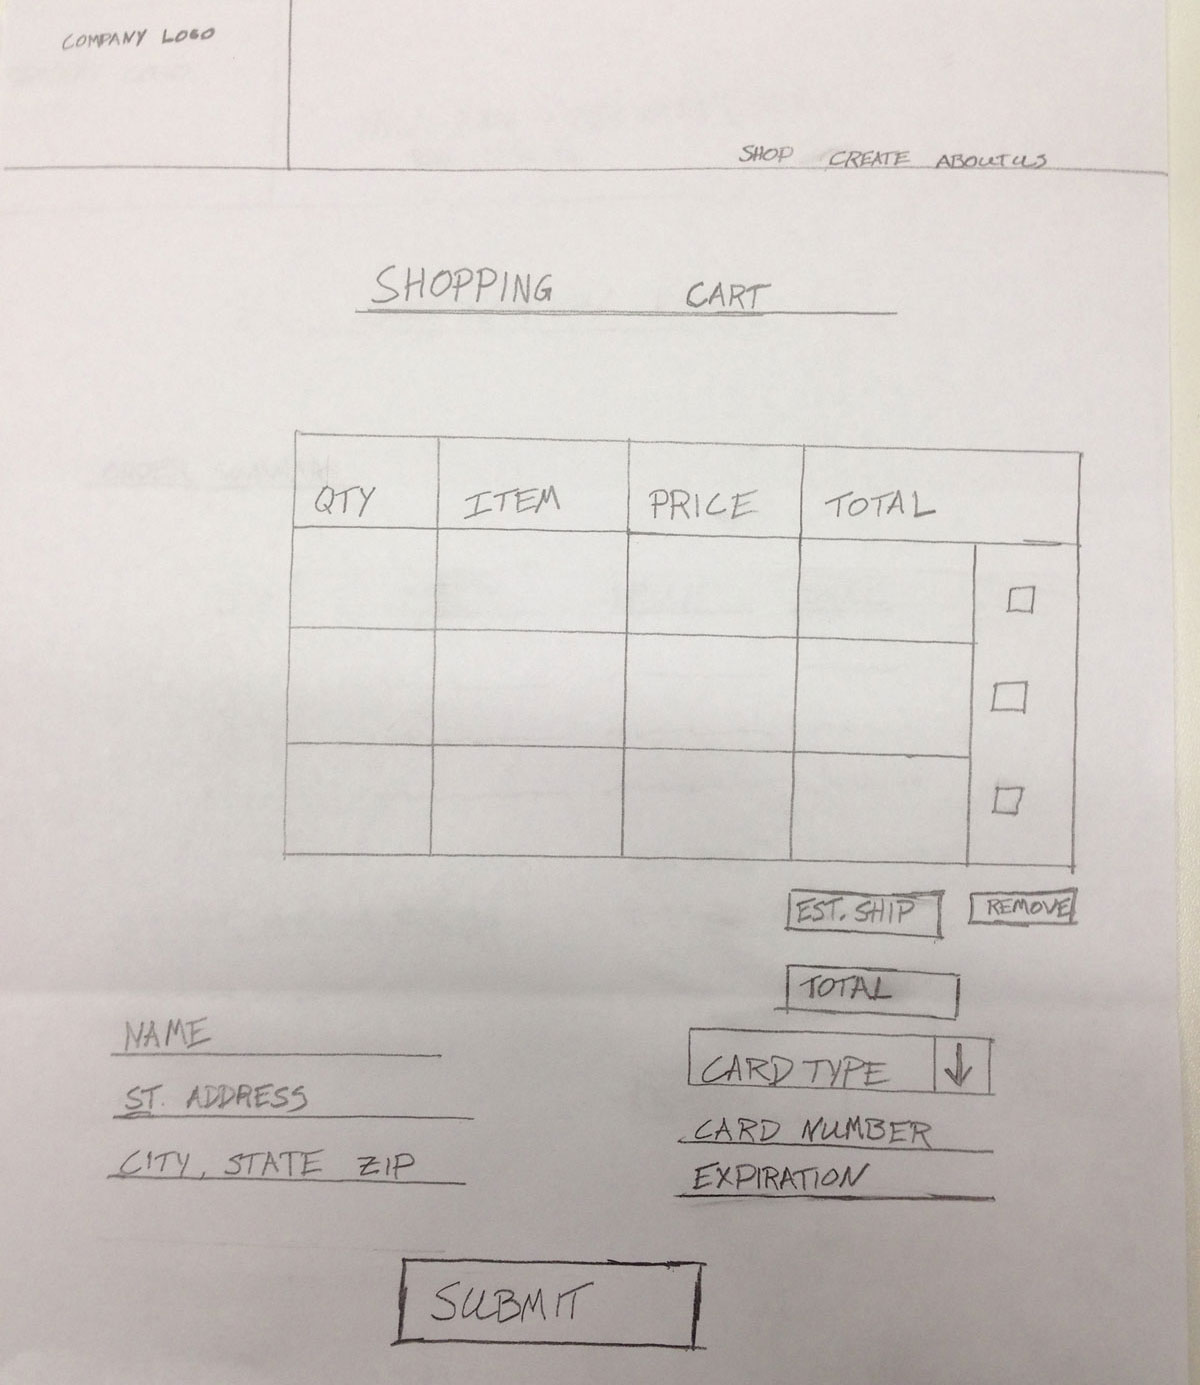 COMPANY LOGO
SHOP CREATE ABOUT US
SHOPPING CART
QTY ITEM PRICE TOTAL
EST. SHIP REMOVE
TOTAL
NAME
ST. ADDRESS
CITY, STATE ZIP
CARD TYPE
CARD NUMBER
EXPIRATION
SUBMIT